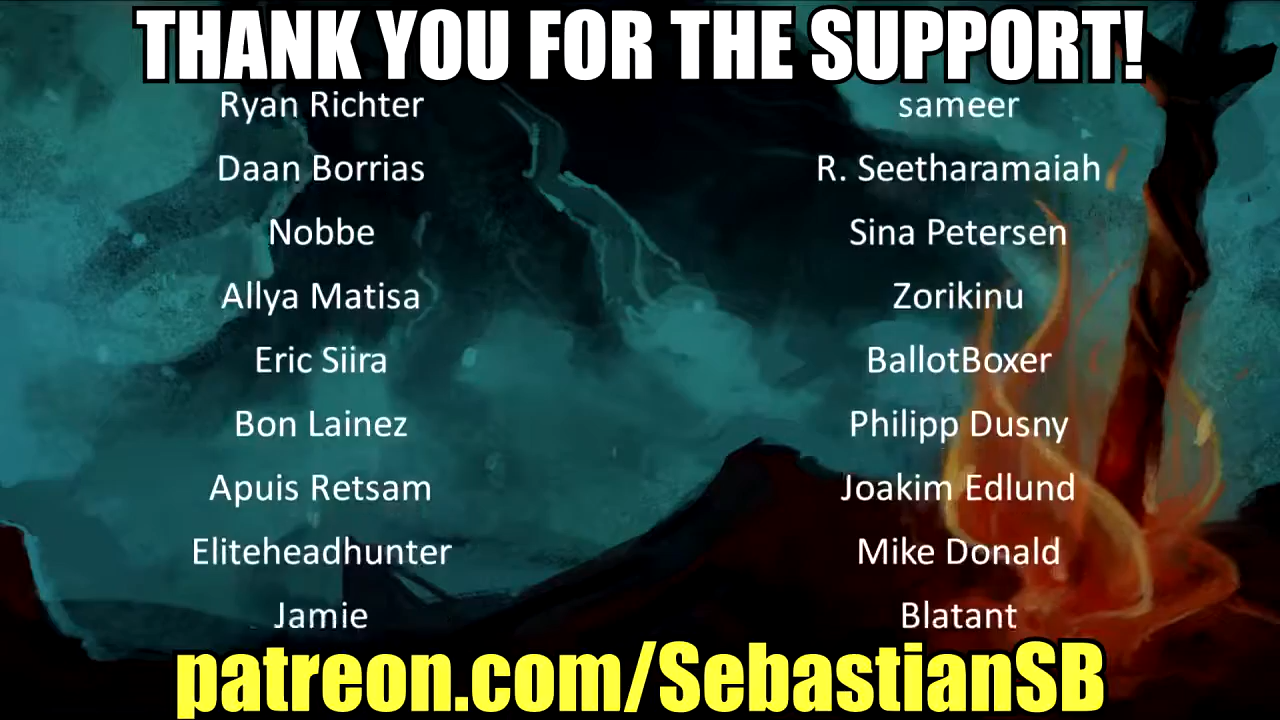 THANK YOU FOR THE SUPPORT!
Ryan Richter
Daan Borrias
Nobbe
Allya Matisa
Eric Siira
Bon Lainez
Apuis Retsam
Eliteheadhunter
Jamie
sameer
R. Seetharamaiah
Sina Petersen
Zorikinu
BallotBoxer
Philipp Dusny
Joakim Edlund
Mike Donald
Blatant
patreon.com/SebastianSB